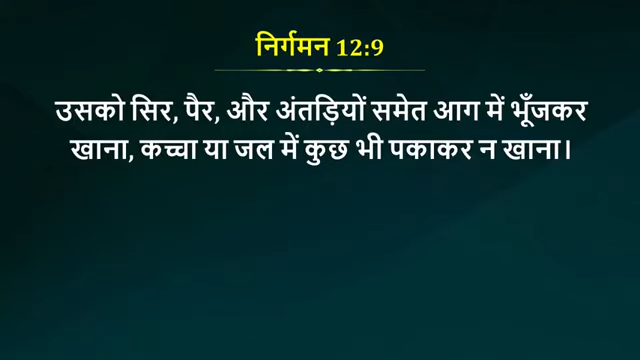 निर्गमन 12:9
उसको सिर, पैर, और अंतड़ियों समेत आग में भूँजकर
खाना, कच्चा या जल में कुछ भी पकाकर न खाना।